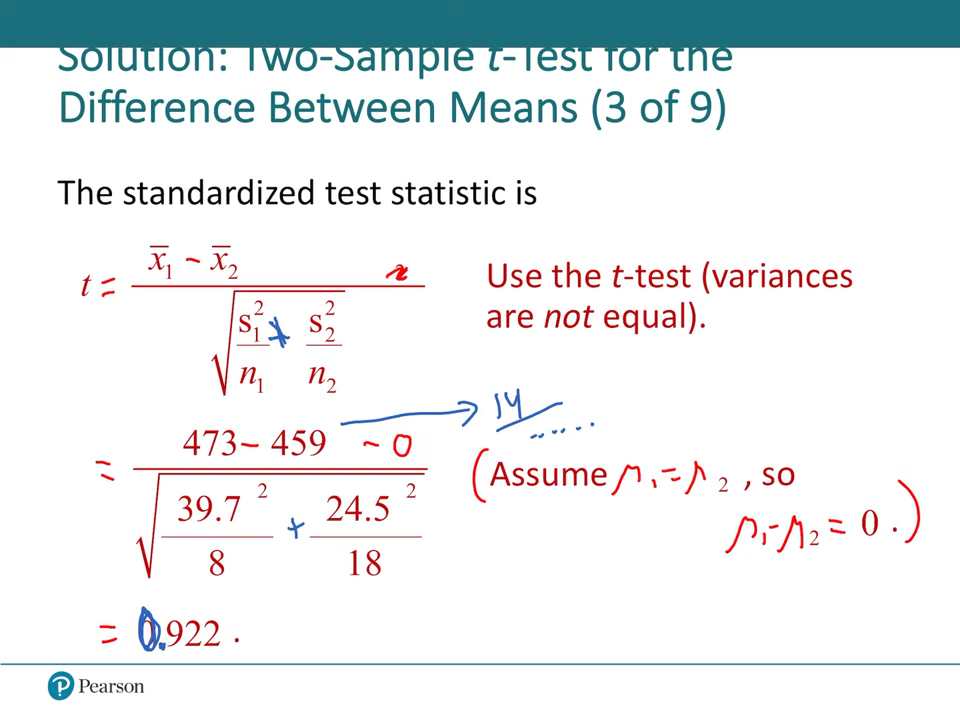 Solution: Two-Sample t-Test for the
Difference Between Means (3 of 9)
The standardized test statistic is
t = x̄₁ - x̄₂
s₁² + s₂²
n₁ n₂
Use the t-test (variances
are not equal).
= 473 - 459 - 0
39.7² + 24.5²
8 18
→ 14
(Assume μ₁ = μ₂, so
μ₁ - μ₂ = 0.)
= 0.922.
Pearson